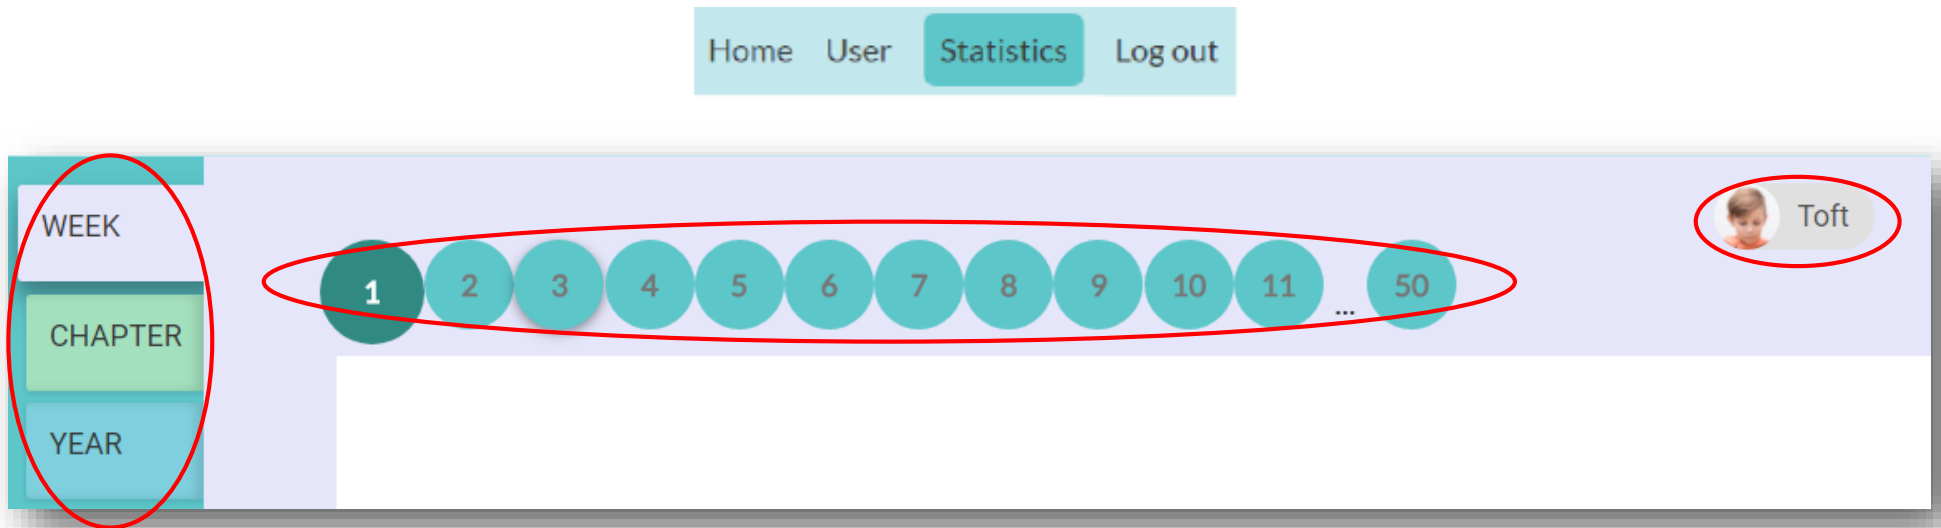 Home User Statistics Log out
WEEK
Toft
1 2 3 4 5 6 7 8 9 10 11 ... 50
CHAPTER
YEAR